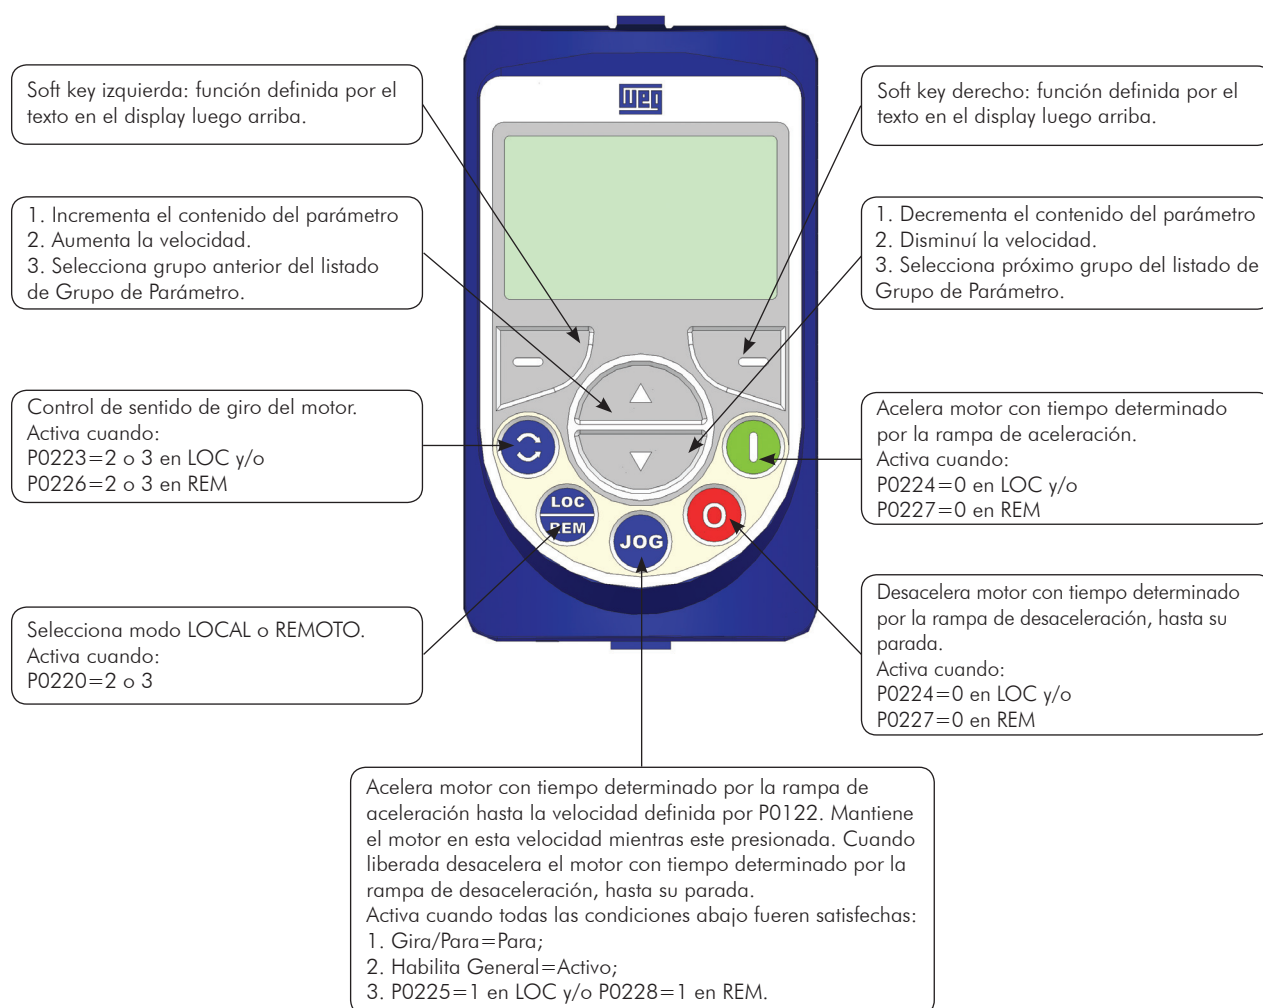 weg
Soft key izquierda: función definida por el
texto en el display luego arriba.
Soft key derecho: función definida por el
texto en el display luego arriba.
1. Incrementa el contenido del parámetro
2. Aumenta la velocidad.
3. Selecciona grupo anterior del listado
de Grupo de Parámetro.
1. Decrementa el contenido del parámetro
2. Disminuí la velocidad.
3. Selecciona próximo grupo del listado de
Grupo de Parámetro.
Control de sentido de giro del motor.
Activa cuando:
P0223=2 o 3 en LOC y/o
P0226=2 o 3 en REM
Acelera motor con tiempo determinado
por la rampa de aceleración.
Activa cuando:
P0224=0 en LOC y/o
P0227=0 en REM
LOC
REM
JOG
Selecciona modo LOCAL o REMOTO.
Activa cuando:
P0220=2 o 3
Desacelera motor con tiempo determinado
por la rampa de desaceleración, hasta su
parada.
Activa cuando:
P0224=0 en LOC y/o
P0227=0 en REM
Acelera motor con tiempo determinado por la rampa de
aceleración hasta la velocidad definida por P0122. Mantiene
el motor en esta velocidad mientras este presionada. Cuando
liberada desacelera el motor con tiempo determinado por la
rampa de desaceleración, hasta su parada.
Activa cuando todas las condiciones abajo fueren satisfechas:
1. Gira/Para=Para;
2. Habilita General=Activo;
3. P0225=1 en LOC y/o P0228=1 en REM.